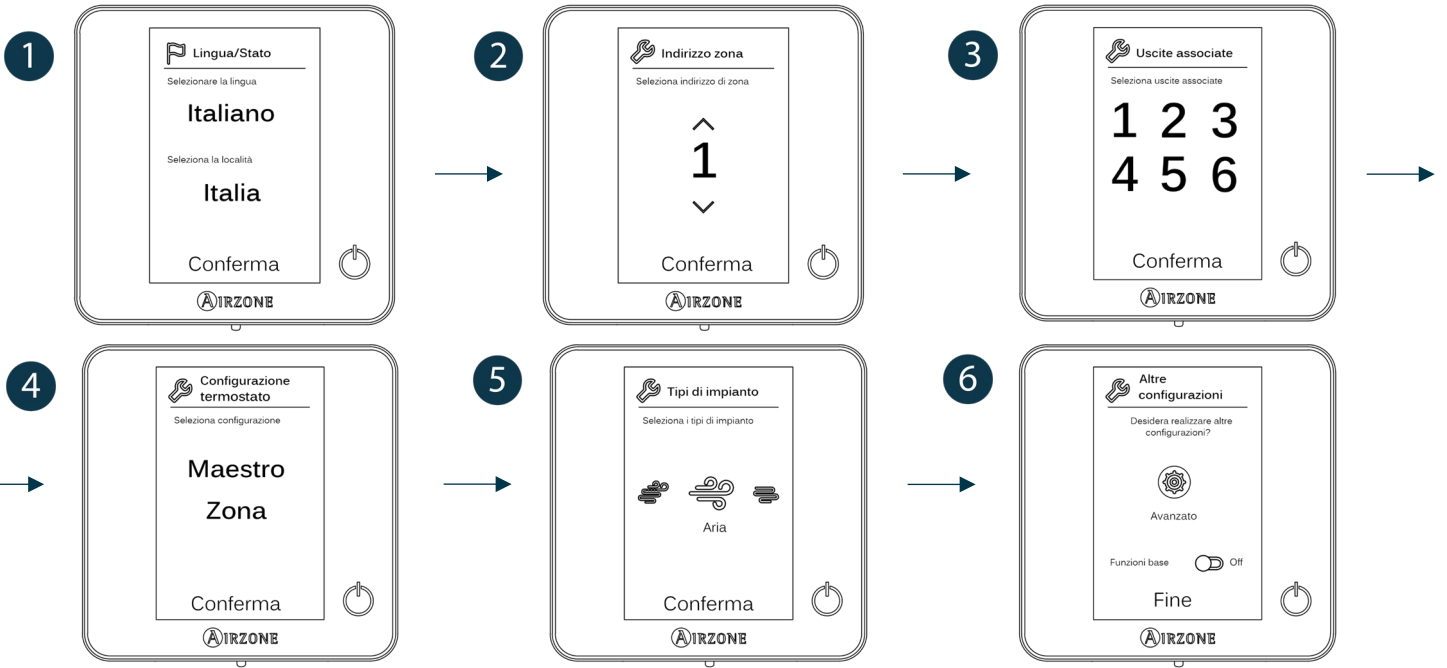 1
Lingua/Stato
Selezionare la lingua
Italiano
Seleziona la località
Italia
Conferma
AIRZONE
2
Indirizzo zona
Seleziona indirizzo di zona
1
Conferma
AIRZONE
3
Uscite associate
Seleziona uscite associate
1 2 3
4 5 6
Conferma
AIRZONE
4
Configurazione
termostato
Seleziona configurazione
Maestro
Zona
Conferma
AIRZONE
5
Tipi di impianto
Seleziona i tipi di impianto
Aria
Conferma
AIRZONE
6
Altre
configurazioni
Desidera realizzare altre
configurazioni?
Avanzato
Funzioni base Off
Fine
AIRZONE